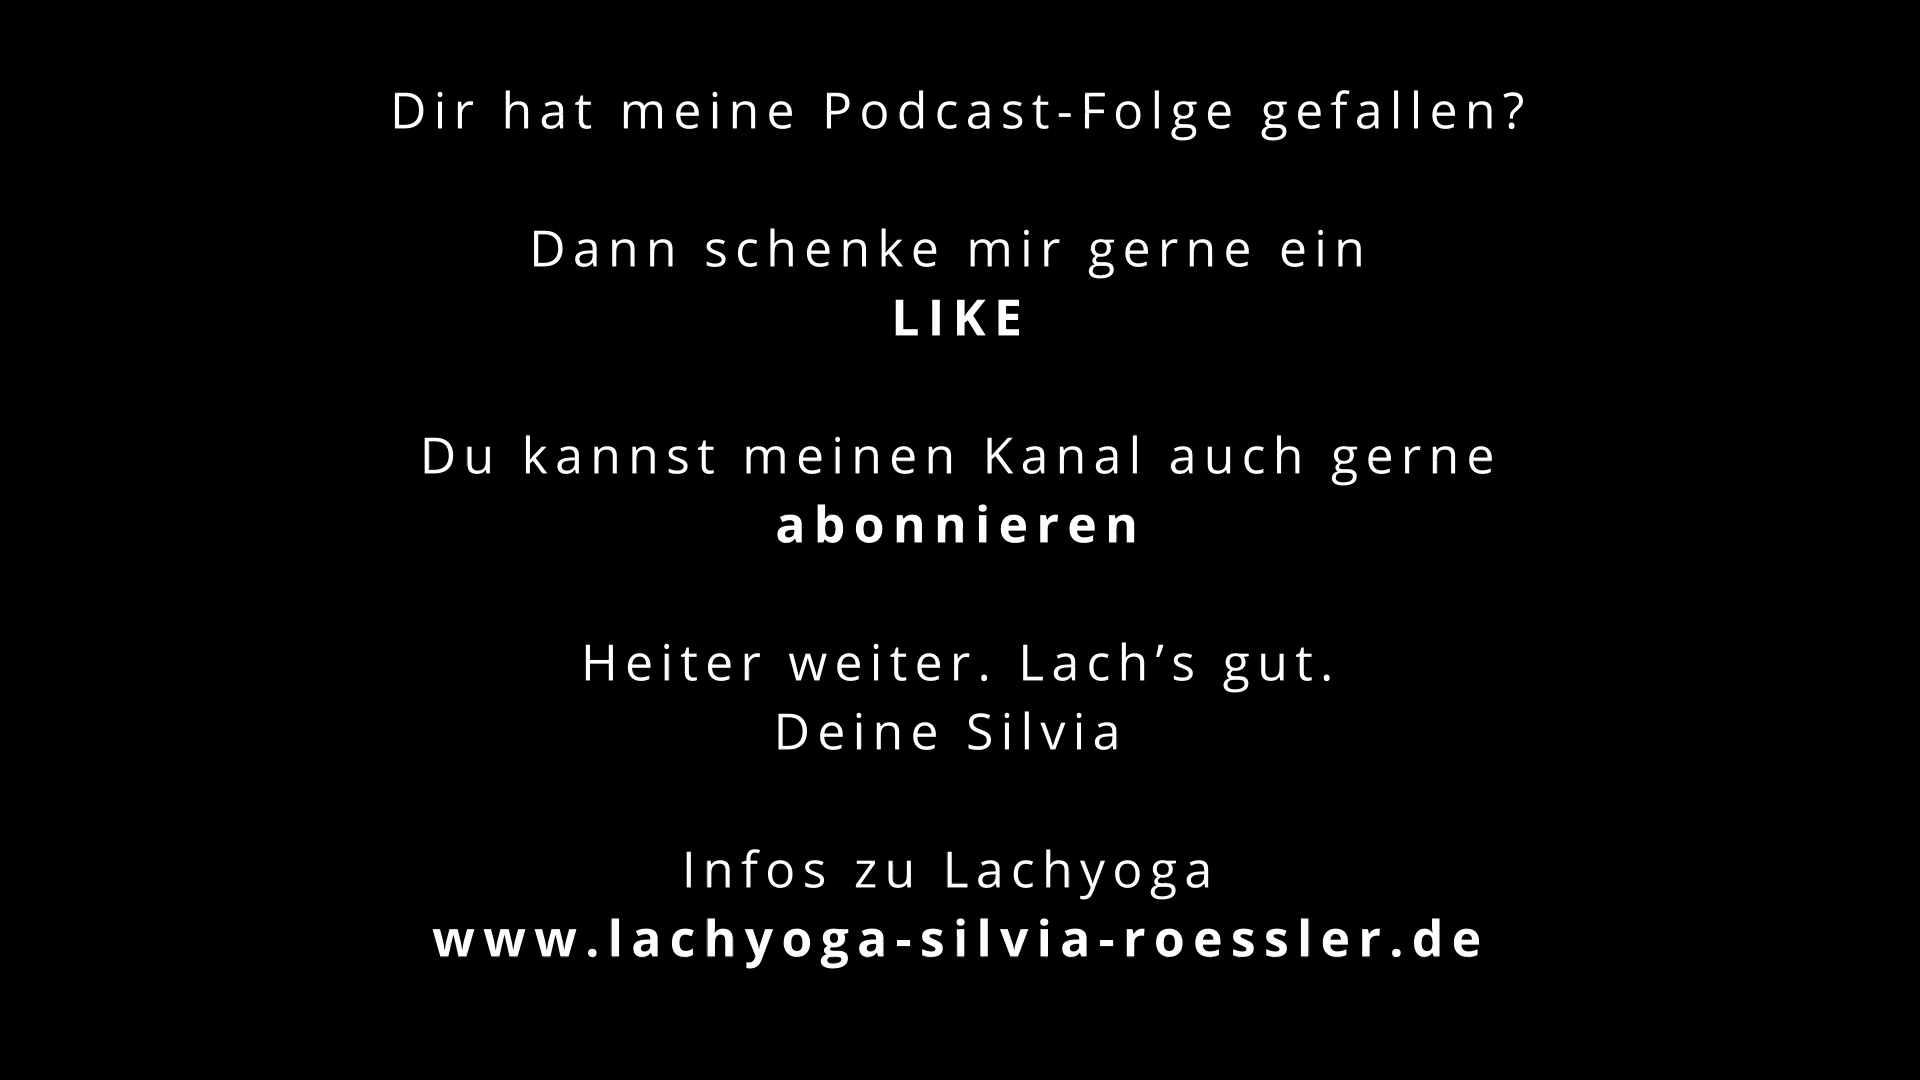 Dir hat meine Podcast-Folge gefallen?
Dann schenke mir gerne ein
LIKE
Du kannst meinen Kanal auch gerne
abonnieren
Heiter weiter. Lach’s gut.
Deine Silvia
Infos zu Lachyoga
www.lachyoga-silvia-roessler.de